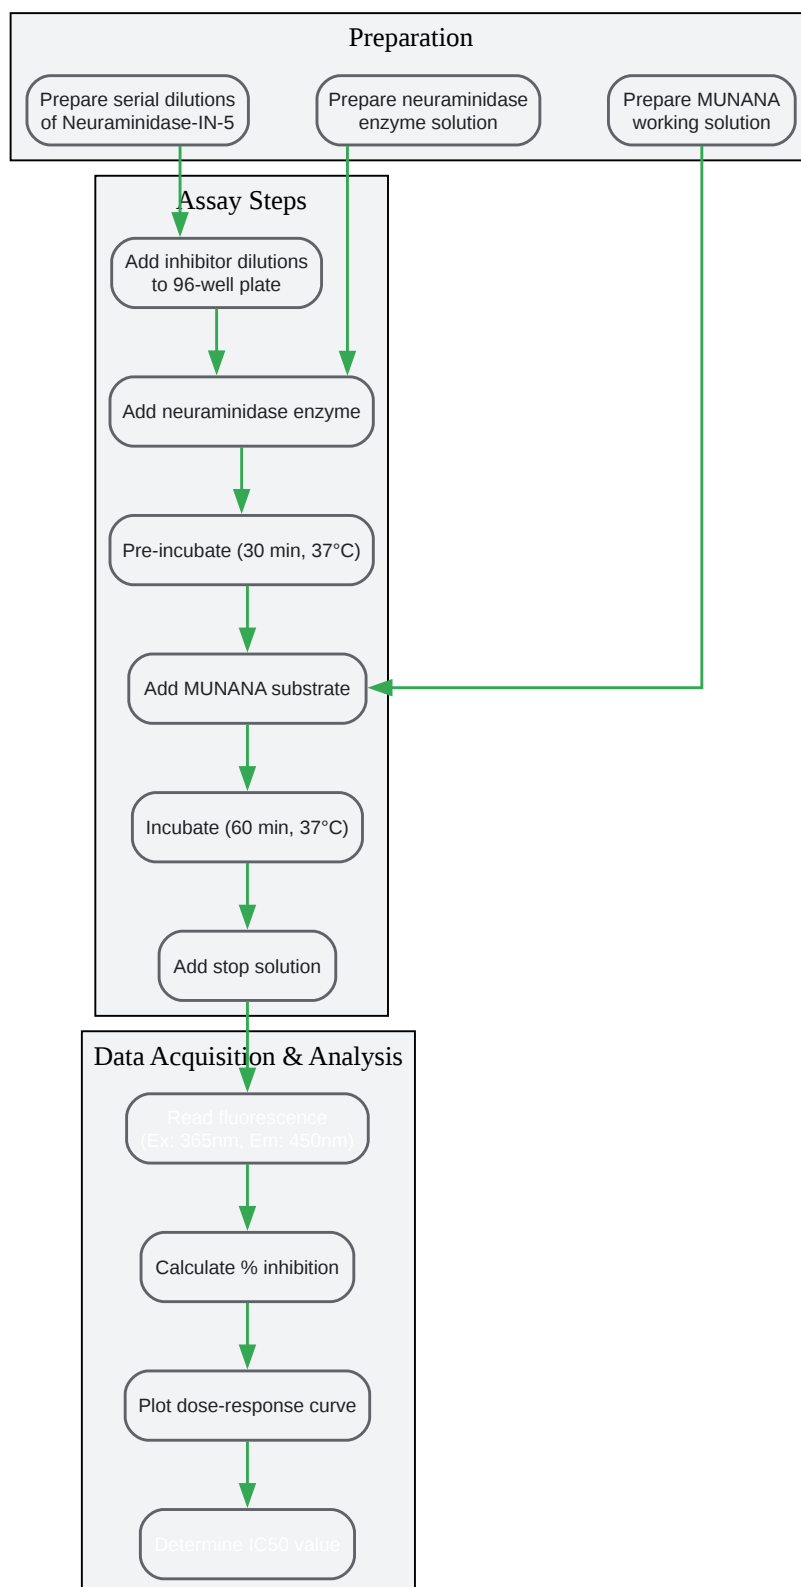 Preparation
Prepare serial dilutions
of Neuraminidase-IN-5
Prepare neuraminidase
enzyme solution
Prepare MUNANA
working solution
Assay Steps
Add inhibitor dilutions
to 96-well plate
Add neuraminidase enzyme
Pre-incubate (30 min, 37°C)
Add MUNANA substrate
Incubate (60 min, 37°C)
Add stop solution
Data Acquisition & Analysis
Read fluorescence
(Ex: 365nm, Em: 450nm)
Calculate % inhibition
Plot dose-response curve
Determine IC50 value